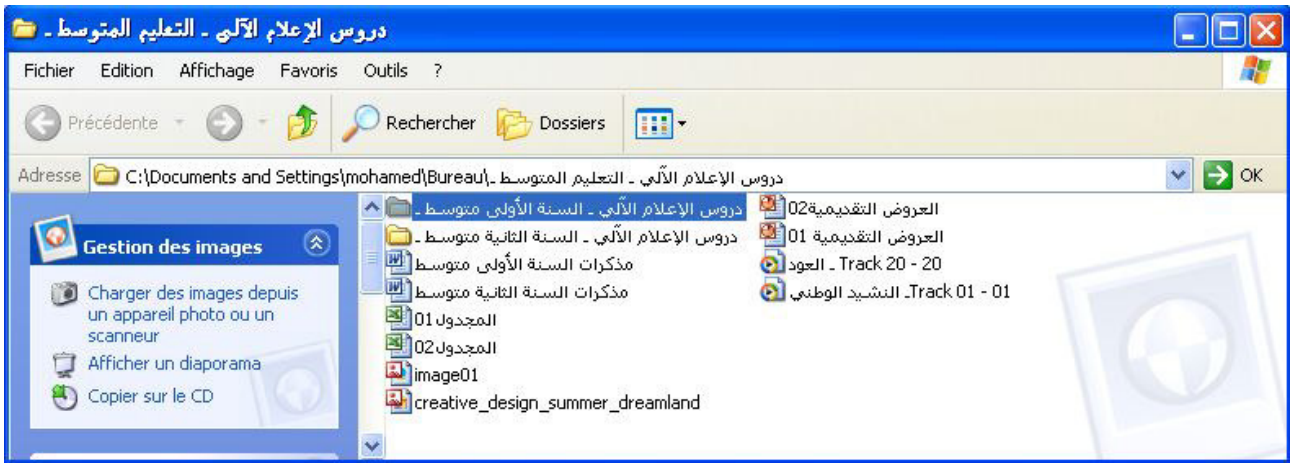 دروس الإعلام الآلي ـ التعليم المتوسط ـ
Fichier Edition Affichage Favoris Outils ?
Précédente Rechercher Dossiers
Adresse C:\Documents and Settings\mohamed\Bureau\دروس الإعلام الآلي ـ التعليم المتوسط ـ OK
Gestion des images
Charger des images depuis
un appareil photo ou un
scanneur
Afficher un diaporama
Copier sur le CD
دروس الإعلام الآلي ـ السنة الأولى متوسط ـ
دروس الإعلام الآلي ـ السنة الثانية متوسط ـ
مذكرات السنة الأولى متوسط
مذكرات السنة الثانية متوسط
المجدول01
المجدول02
image01
creative_design_summer_dreamland
العروض التقديمية02
العروض التقديمية 01
20 - Track 20 ـ العود
01 - Track 01ـ النشيد الوطني